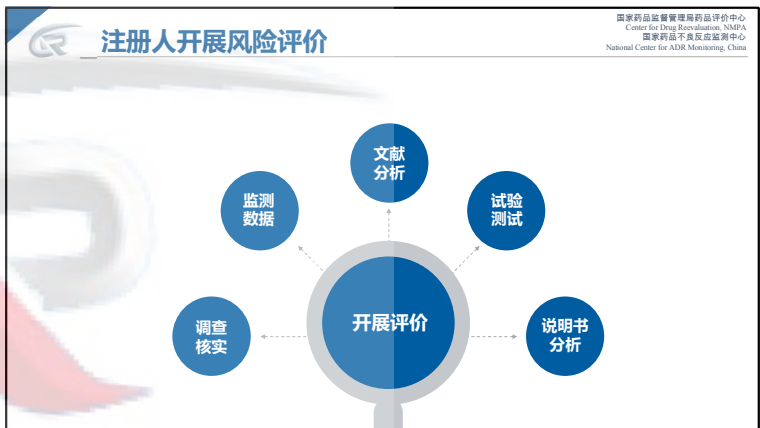 注册人开展风险评价
国家药品监督管理局药品评价中心
Center for Drug Reevaluation, NMPA
国家药品不良反应监测中心
National Center for ADR Monitoring, China
文献
分析
监测
数据
试验
测试
调查
核实
开展评价
说明书
分析